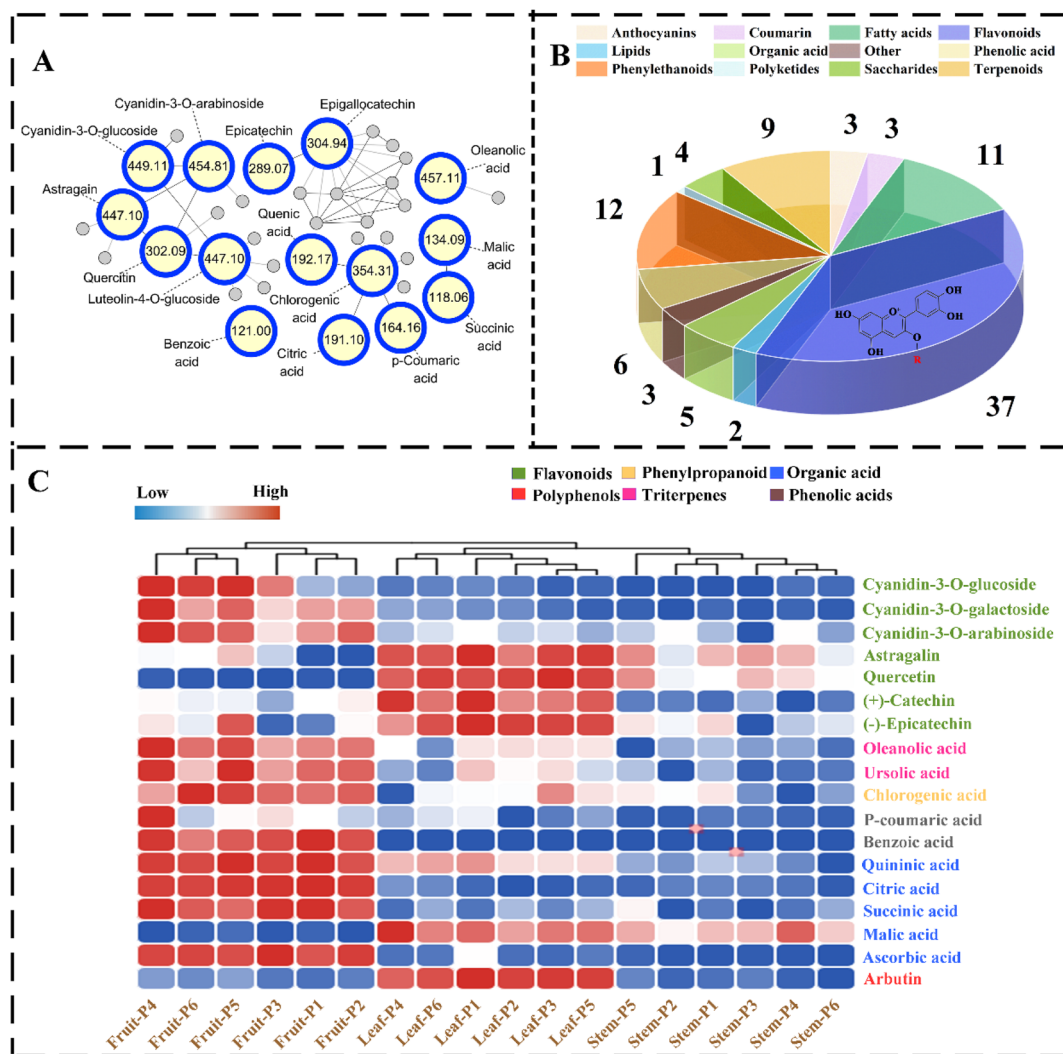 A
Cyanidin-3-O-arabinoside
Epigallocatechin
Cyanidin-3-O-glucoside
Epicatechin
Oleanolic
acid
449.11
454.81
289.07
304.94
457.11
Astragain
447.10
Quenic
acid
134.09
Malic
acid
302.09
447.10
192.17
354.31
Quercitin
Luteolin-4-O-glucoside
Chlorogenic
acid
118.06
Succinic
acid
121.00
Benzoic
acid
191.10
Citric
acid
164.16
p-Coumaric acid
B
Anthocyanins
Coumarin
Fatty acids
Flavonoids
Lipids
Organic acid
Other
Phenolic acid
Phenylethanoids
Polyketides
Saccharides
Terpenoids
9
3
3
11
4
1
12
6
3
5
2
37
HO
O+
OH
OH
OH
O
R
C
Flavonoids
Phenylpropanoid
Organic acid
Polyphenols
Triterpenes
Phenolic acids
Low
High
Cyanidin-3-O-glucoside
Cyanidin-3-O-galactoside
Cyanidin-3-O-arabinoside
Astragalin
Quercetin
(+)-Catechin
(-)-Epicatechin
Oleanolic acid
Ursolic acid
Chlorogenic acid
P-coumaric acid
Benzoic acid
Quininic acid
Citric acid
Succinic acid
Malic acid
Ascorbic acid
Arbutin
Fruit-P4
Fruit-P6
Fruit-P5
Fruit-P3
Fruit-P1
Fruit-P2
Leaf-P4
Leaf-P6
Leaf-P1
Leaf-P2
Leaf-P3
Leaf-P5
Stem-P5
Stem-P2
Stem-P1
Stem-P3
Stem-P4
Stem-P6